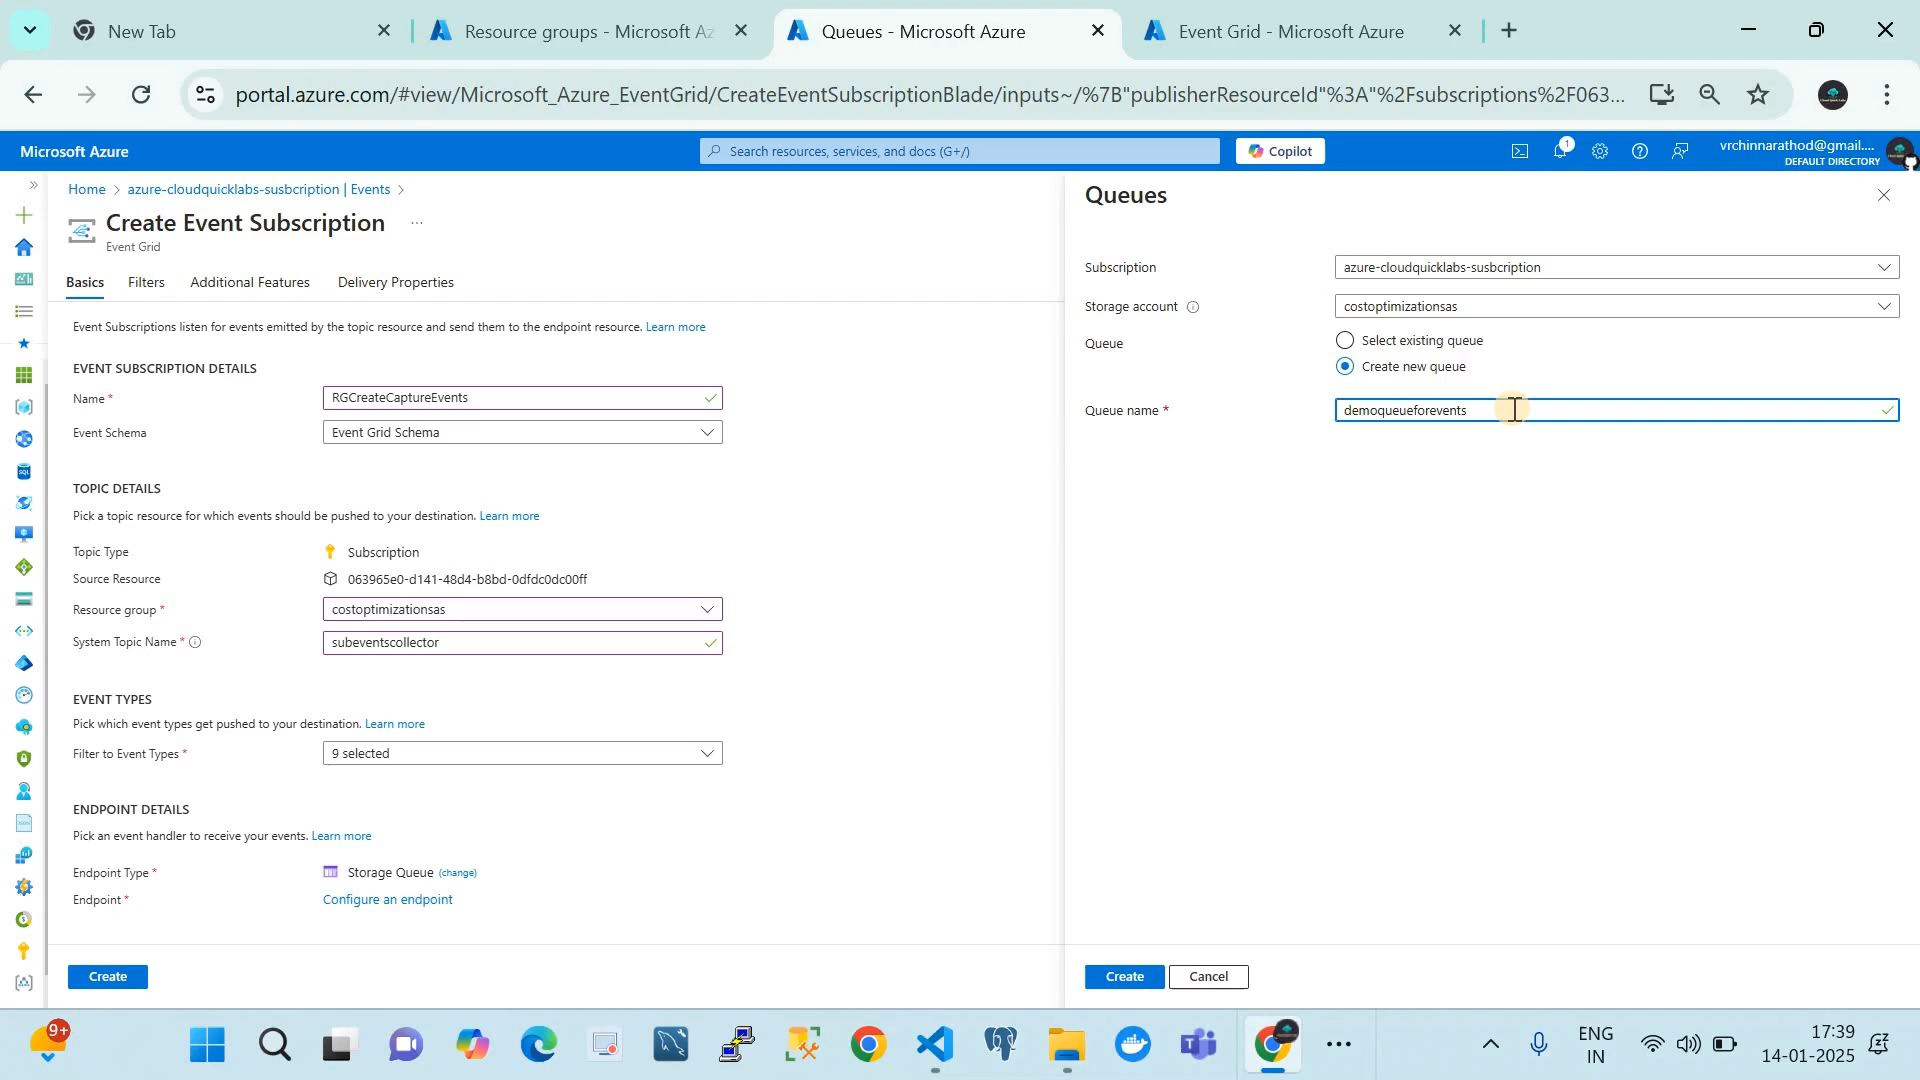 New Tab
Resource groups - Microsoft Az
Queues - Microsoft Azure
Event Grid - Microsoft Azure
portal.azure.com/#view/Microsoft_Azure_EventGrid/CreateEventSubscriptionBlade/inputs~/%7B"publisherResourceId"%3A"%2Fsubscriptions%2F063...
Microsoft Azure
Search resources, services, and docs (G+/)
Copilot
1
vrchinnarathod@gmail....
DEFAULT DIRECTORY
Home > azure-cloudquicklabs-susbcription | Events >
Create Event Subscription ...
Event Grid
Basics Filters Additional Features Delivery Properties
Event Subscriptions listen for events emitted by the topic resource and send them to the endpoint resource. Learn more
EVENT SUBSCRIPTION DETAILS
Name * RGCreateCaptureEvents
Event Schema Event Grid Schema
TOPIC DETAILS
Pick a topic resource for which events should be pushed to your destination. Learn more
Topic Type Subscription
Source Resource 063965e0-d141-48d4-b8bd-0dfdc0dc00ff
Resource group * costoptimizationsas
System Topic Name * subeventscollector
EVENT TYPES
Pick which event types get pushed to your destination. Learn more
Filter to Event Types * 9 selected
ENDPOINT DETAILS
Pick an event handler to receive your events. Learn more
Endpoint Type * Storage Queue (change)
Endpoint * Configure an endpoint
Create
Queues
Subscription azure-cloudquicklabs-susbcription
Storage account costoptimizationsas
Queue Select existing queue
Create new queue
Queue name * demoqueueforevents
Create Cancel
9+
ENG
IN
17:39
14-01-2025